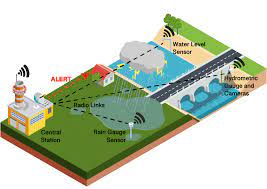 Water Level
Sensor
ALERT
Hydrometric
Gauge and
Cameras
Radio Links
Central
Station
Rain Gauge
Sensor